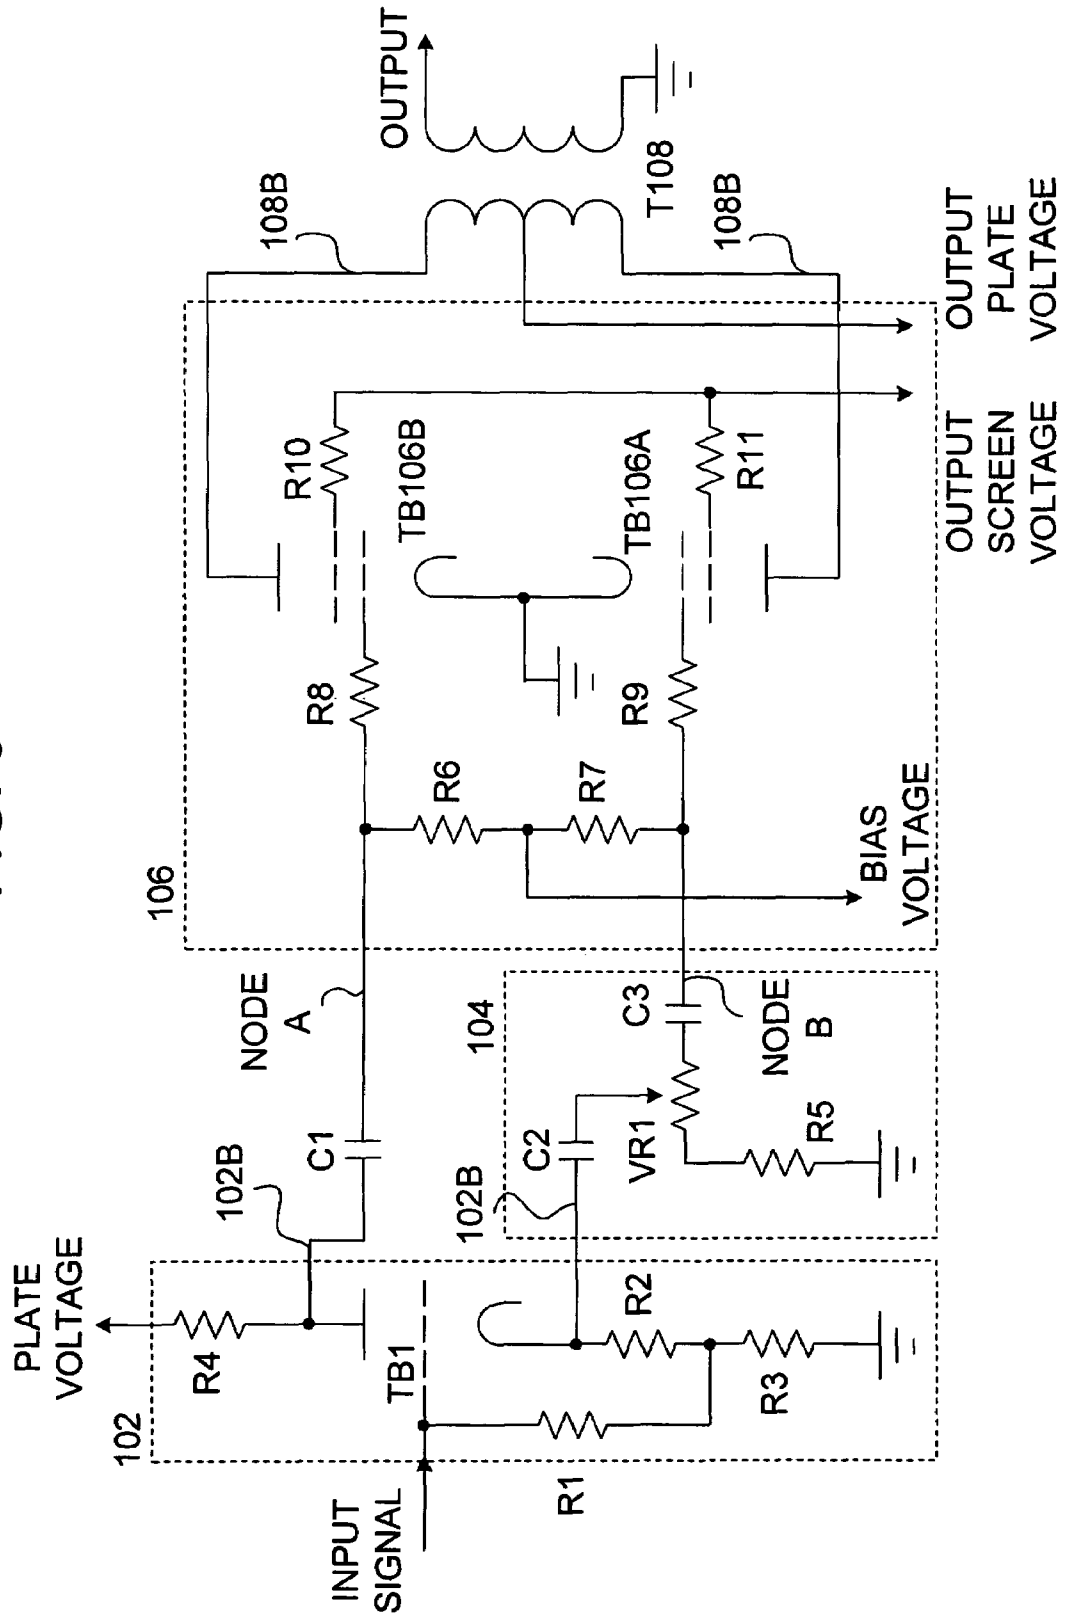 PLATE
VOLTAGE
102
R4
102B
TB1
INPUT
SIGNAL
R1
R2
R3
C1
NODE
A
102B
104
C2
VR1
R5
C3
NODE
B
106
R6
R7
R8
R9
BIAS
VOLTAGE
R10
TB106B
TB106A
R11
108B
108B
OUTPUT
SCREEN
VOLTAGE
OUTPUT
PLATE
VOLTAGE
T108
OUTPUT